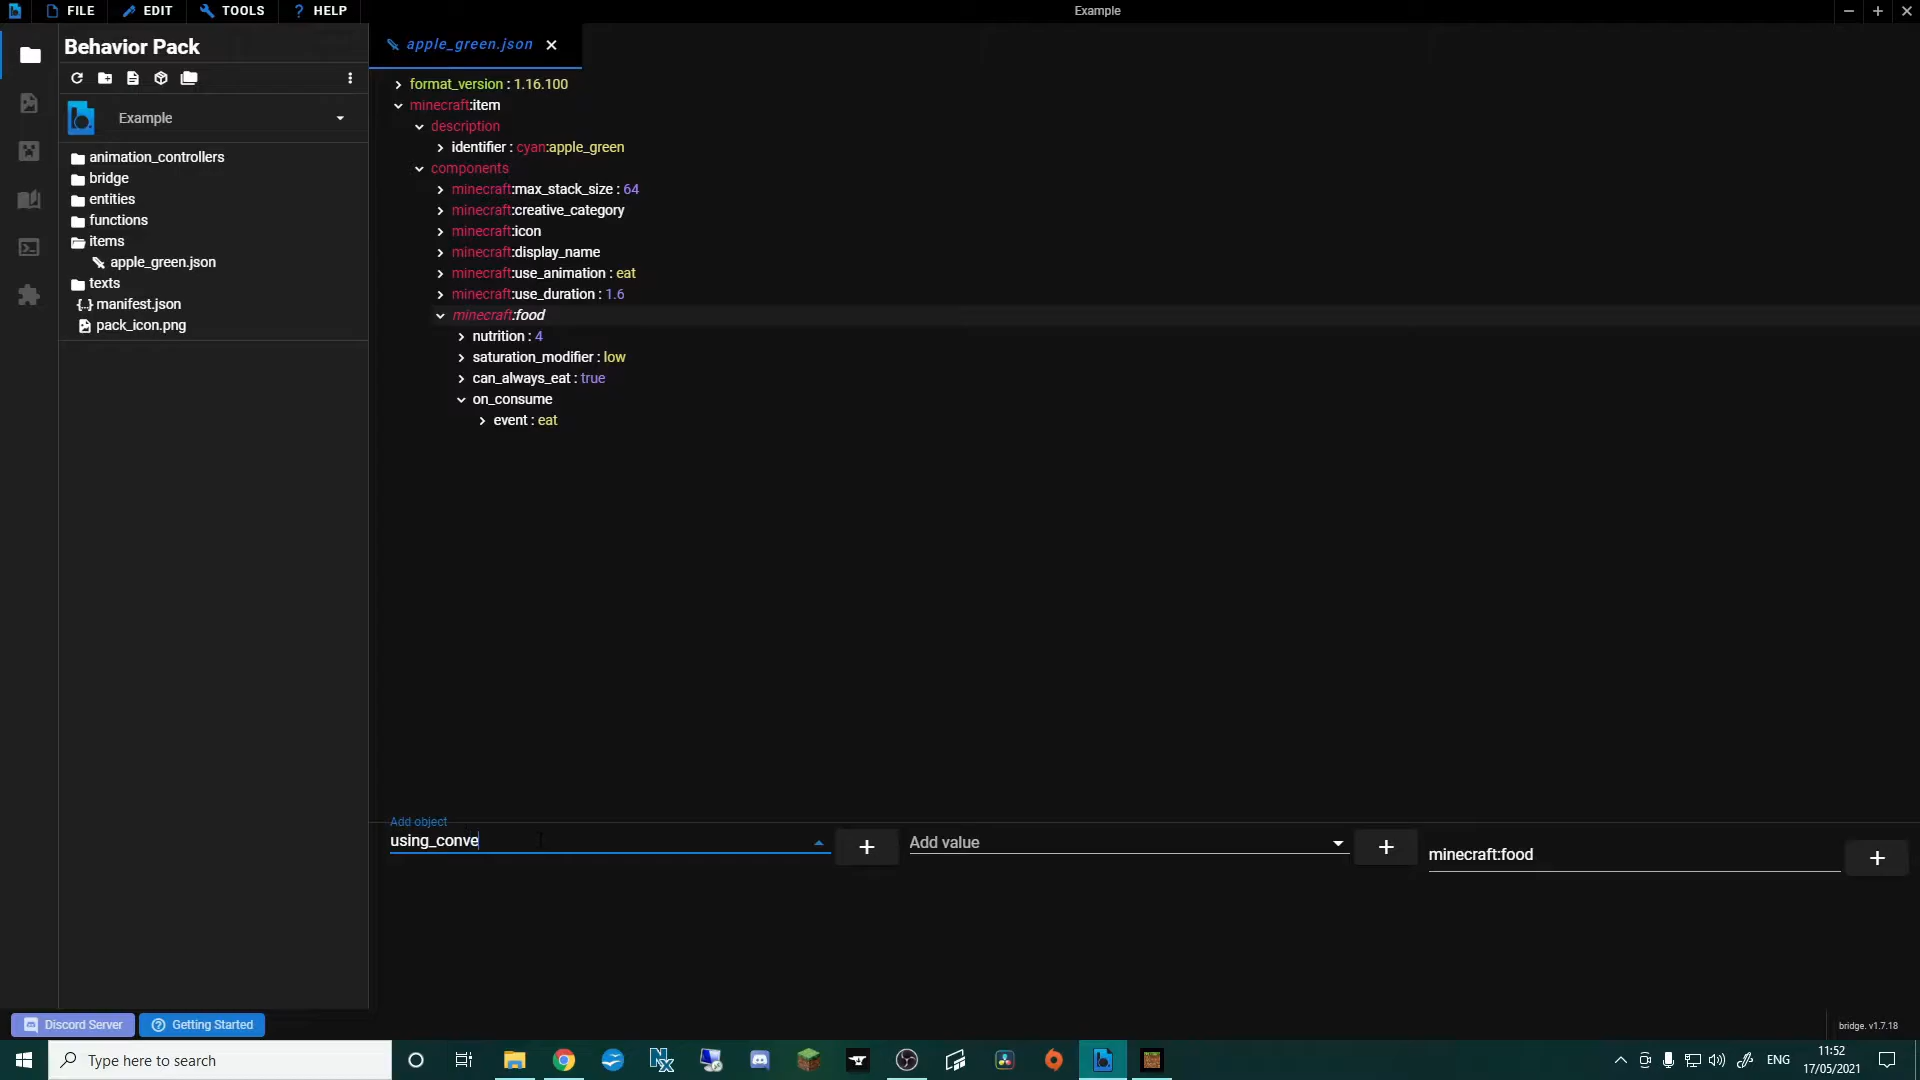 FILE EDIT TOOLS ? HELP Example
Behavior Pack
Example
animation_controllers
bridge
entities
functions
items
apple_green.json
texts
{..} manifest.json
pack_icon.png
apple_green.json
format_version : 1.16.100
minecraft:item
description
identifier : cyan:apple_green
components
minecraft:max_stack_size : 64
minecraft:creative_category
minecraft:icon
minecraft:display_name
minecraft:use_animation : eat
minecraft:use_duration : 1.6
minecraft:food
nutrition : 4
saturation_modifier : low
can_always_eat : true
on_consume
event : eat
Add object
using_conve
Add value
minecraft:food
Discord Server
Getting Started
bridge. v1.7.18
Type here to search
ENG
11:52
17/05/2021